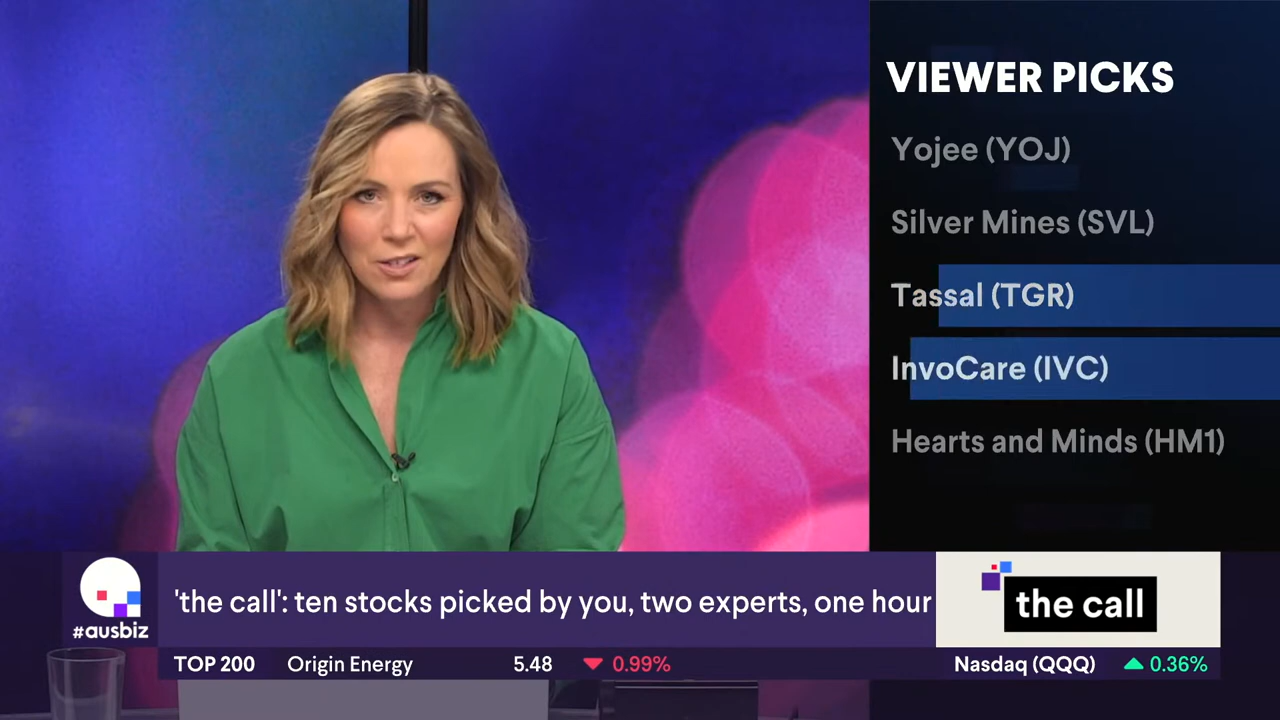 VIEWER PICKS
Yojee (YOJ)
Silver Mines (SVL)
Tassal (TGR)
InvoCare (IVC)
Hearts and Minds (HM1)
#ausbiz
'the call': ten stocks picked by you, two experts, one hour
the call
TOP 200 Origin Energy 5.48 0.99% Nasdaq (QQQ) 0.36%